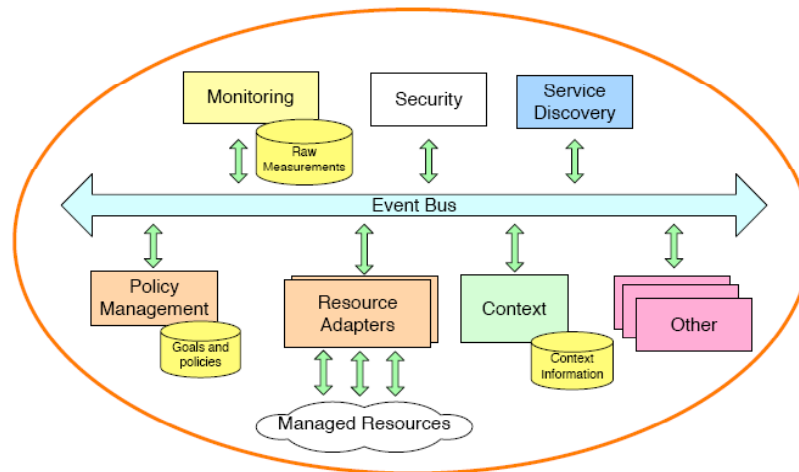 Monitoring
Raw
Measurements
Security
Service
Discovery
Event Bus
Policy
Management
Goals and
policies
Resource
Adapters
Managed Resources
Context
Context
Information
Other